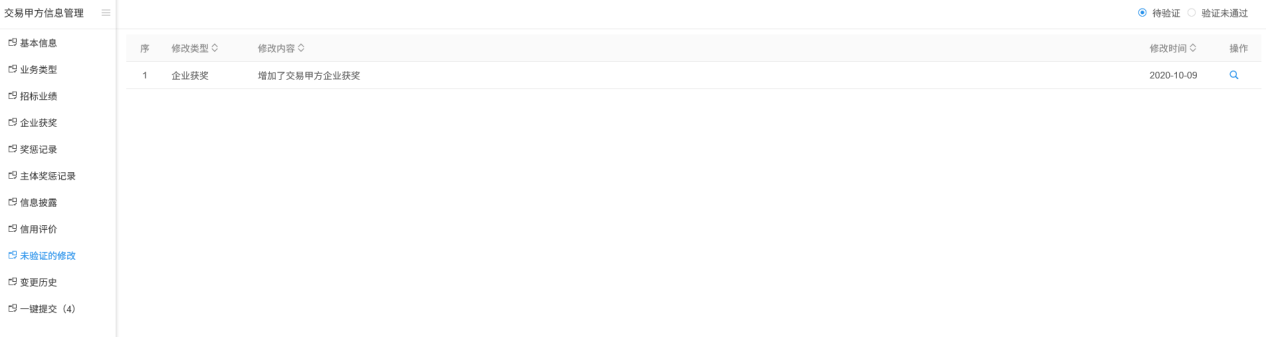 交易甲方信息管理
待验证 验证未通过
基本信息
业务类型
招标业绩
企业获奖
奖惩记录
主体奖惩记录
信息披露
信用评价
未验证的修改
变更历史
一键提交（4）
序 修改类型 修改内容 修改时间 操作
1 企业获奖 增加了交易甲方企业获奖 2020-10-09